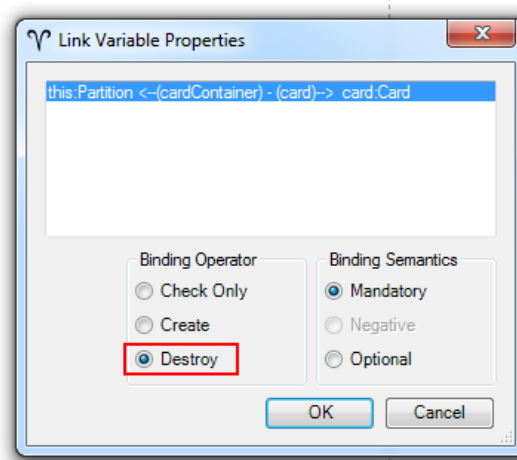 Link Variable Properties
this:Partition <--(cardContainer) - (card)--> card:Card
Binding Operator
Check Only
Create
Destroy
Binding Semantics
Mandatory
Negative
Optional
OK
Cancel